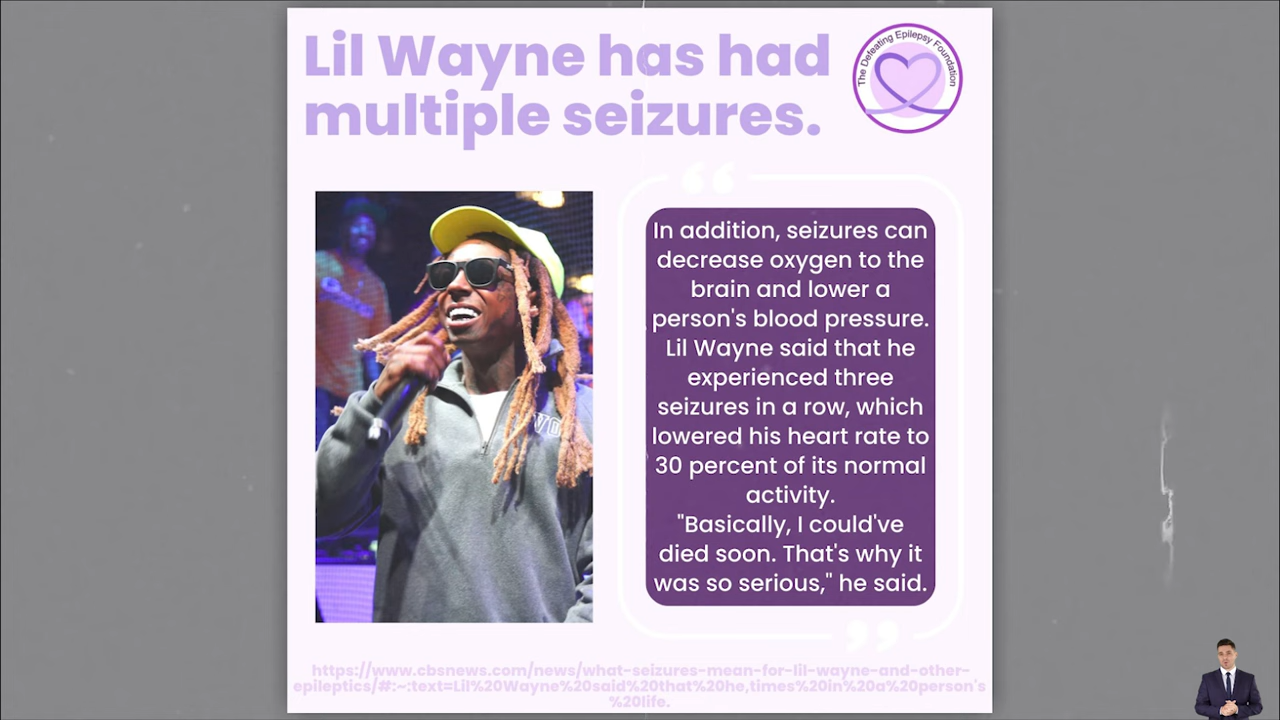 Lil Wayne has had
multiple seizures.
The Defeating Epilepsy Foundation
“
In addition, seizures can
decrease oxygen to the
brain and lower a
person's blood pressure.
Lil Wayne said that he
experienced three
seizures in a row, which
lowered his heart rate to
30 percent of its normal
activity.
"Basically, I could've
died soon. That's why it
was so serious," he said.
”
VO
https://www.cbsnews.com/news/what-seizures-mean-for-lil-wayne-and-other-
epileptics/#:~:text=Lil%20Wayne%20said%20that%20he,times%20in%20a%20person's
%20life.